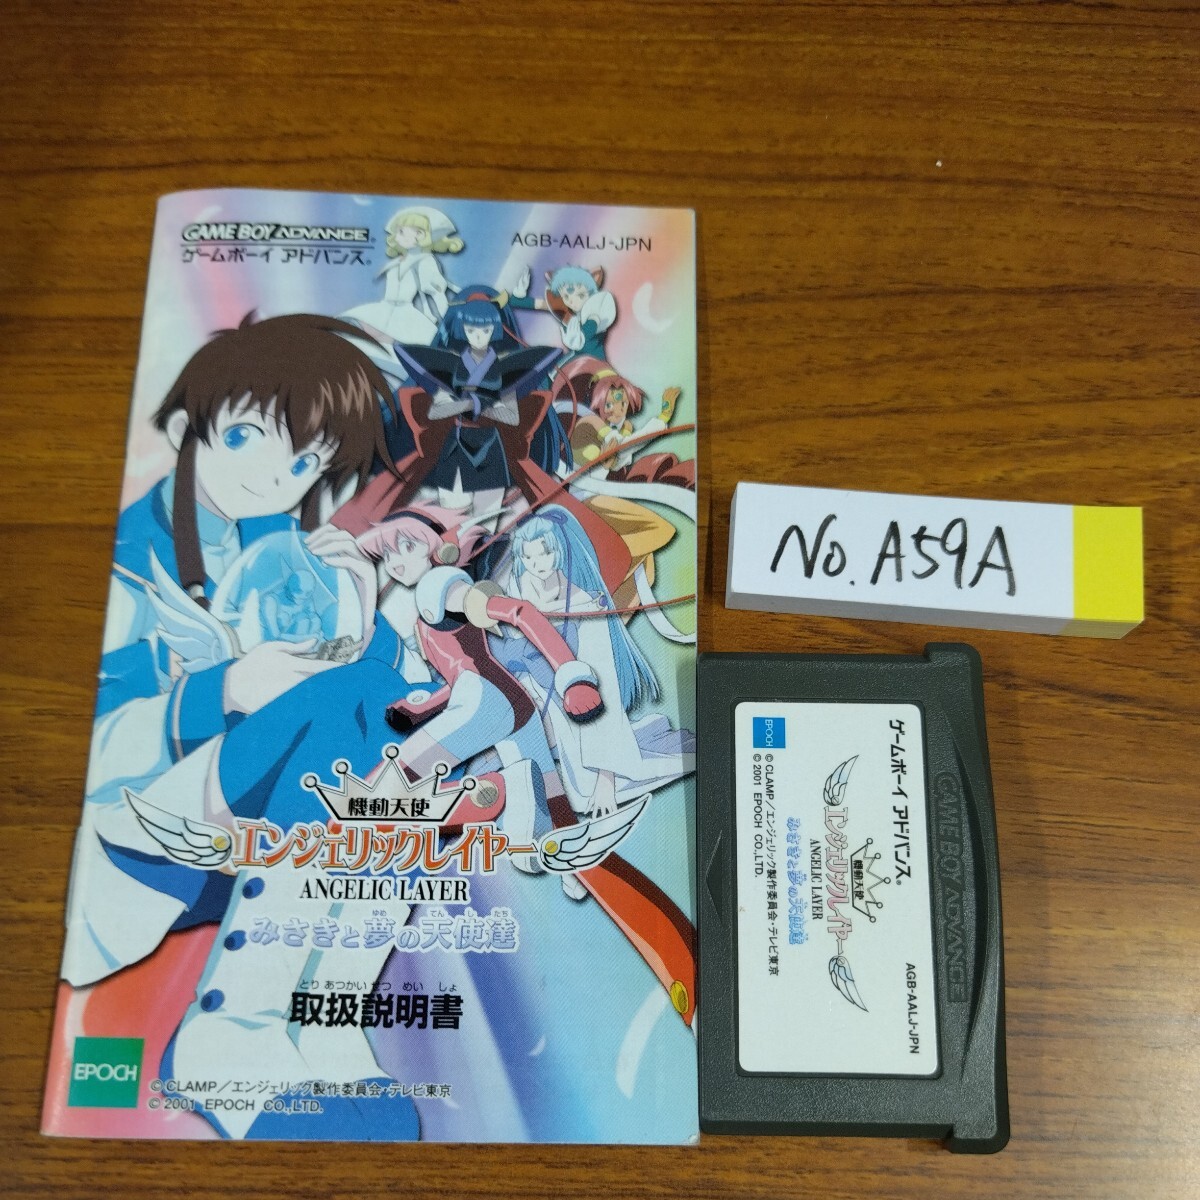 GAME BOY ADVANCE
ゲームボーイ アドバンス®
AGB-AALJ-JPN
機動天使
エンジェリックレイヤー
ANGELIC LAYER
ゆめ てん し たち
みさきと夢の天使達
とり あつかい せつ めい しょ
取扱説明書
EPOCH
© CLAMP／エンジェリック製作委員会・テレビ東京
© 2001 EPOCH CO.,LTD.
No. A59A
GAME BOY ADVANCE
ゲームボーイ アドバンス®
AGB-AALJ-JPN
機動天使
エンジェリックレイヤー
ANGELIC LAYER
みさきと夢の天使達
EPOCH
© CLAMP／エンジェリック製作委員会・テレビ東京
© 2001 EPOCH CO.,LTD.